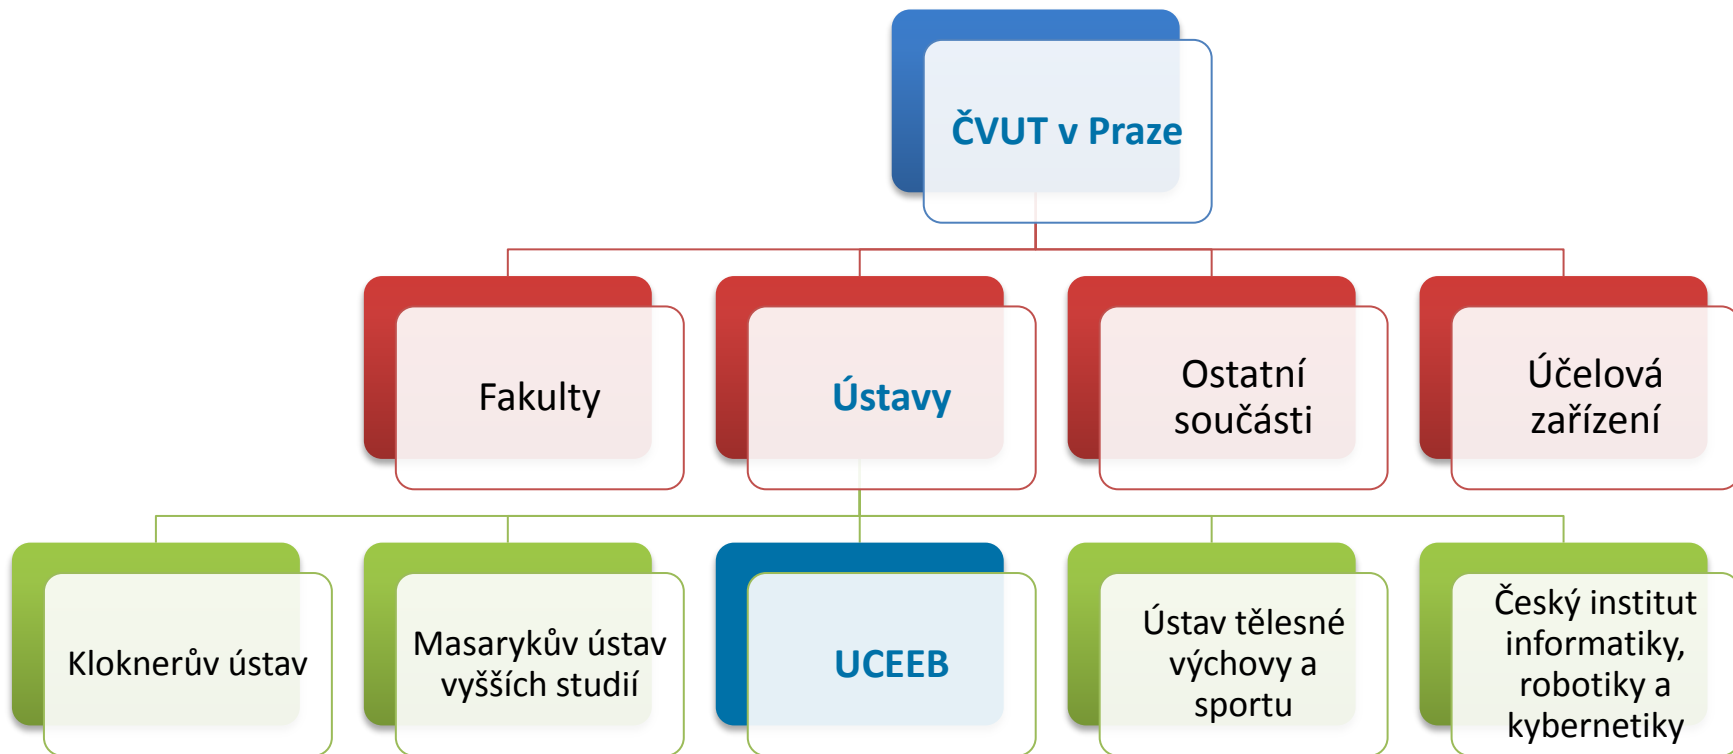 ČVUT v Praze
Fakulty
Ústavy
Ostatní
součásti
Účelová
zařízení
Kloknerův ústav
Masarykův ústav
vyšších studií
UCEEB
Ústav tělesné
výchovy a
sportu
Český institut
informatiky,
robotiky a
kybernetiky